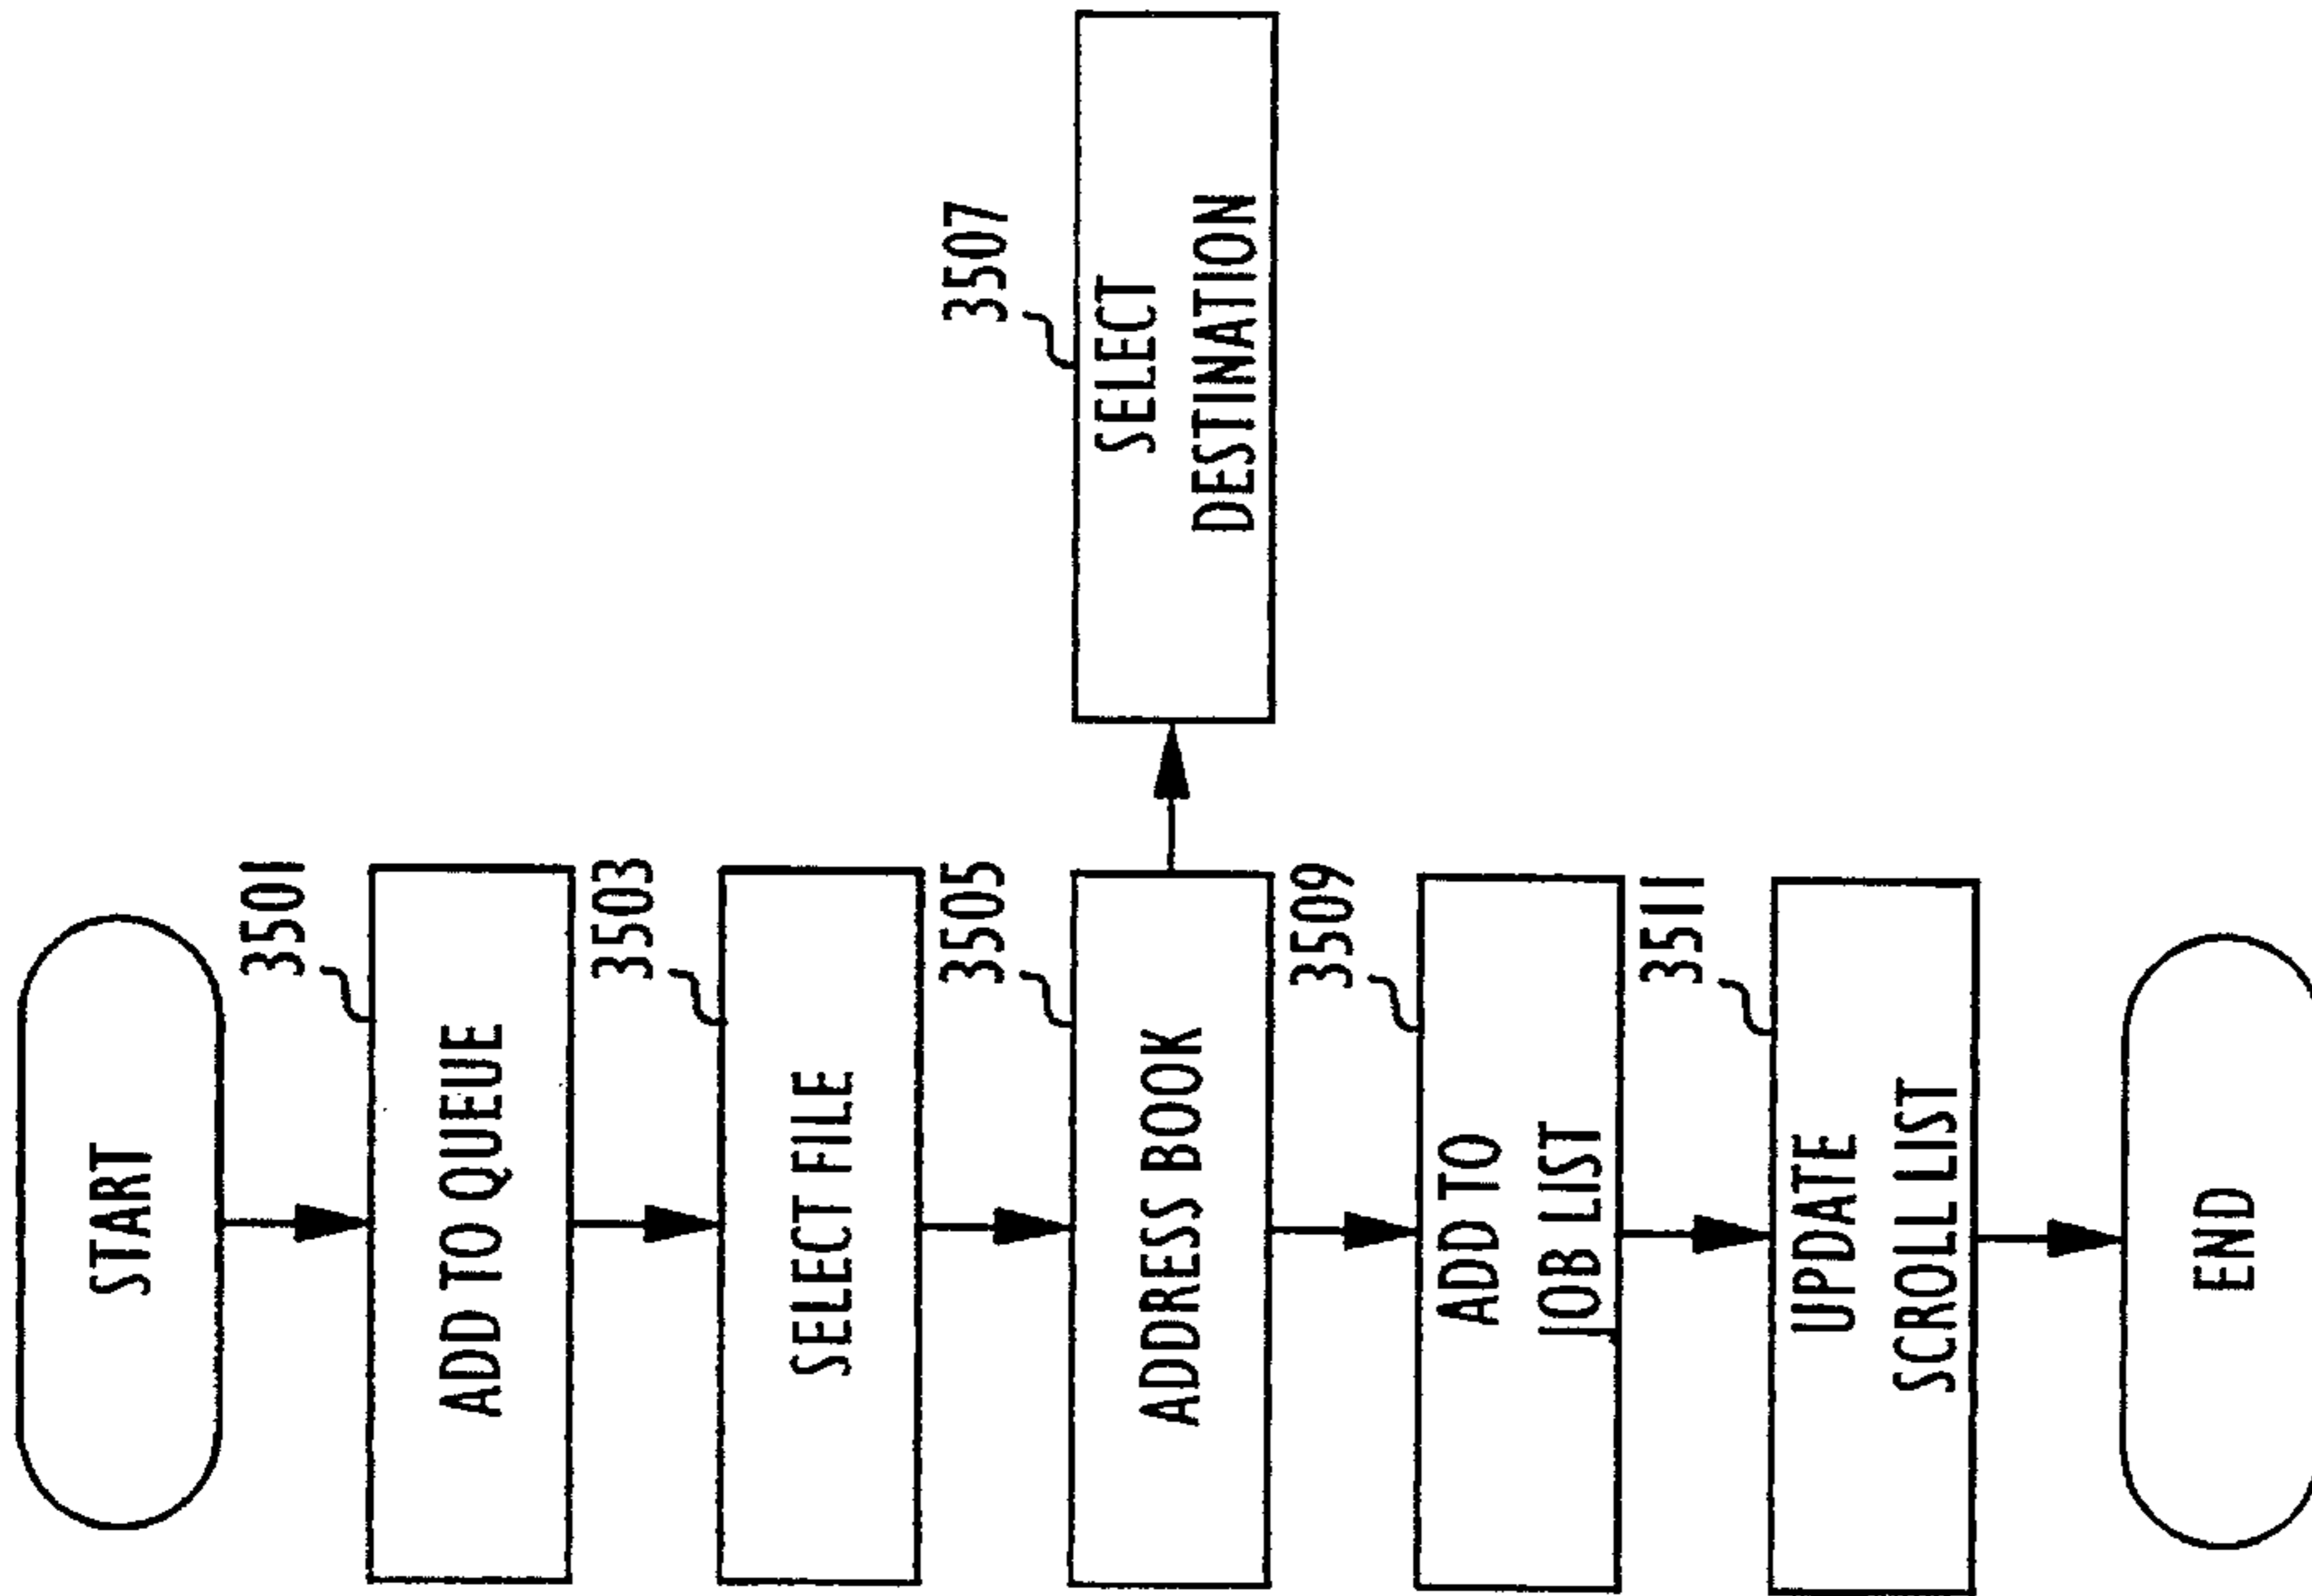 START
3501
ADD TO QUEUE
3503
SELECT FILE
3505
ADDRESS BOOK
3507
SELECT
DESTINATION
3509
ADD TO
JOB LIST
3511
UPDATE
SCROLL LIST
END